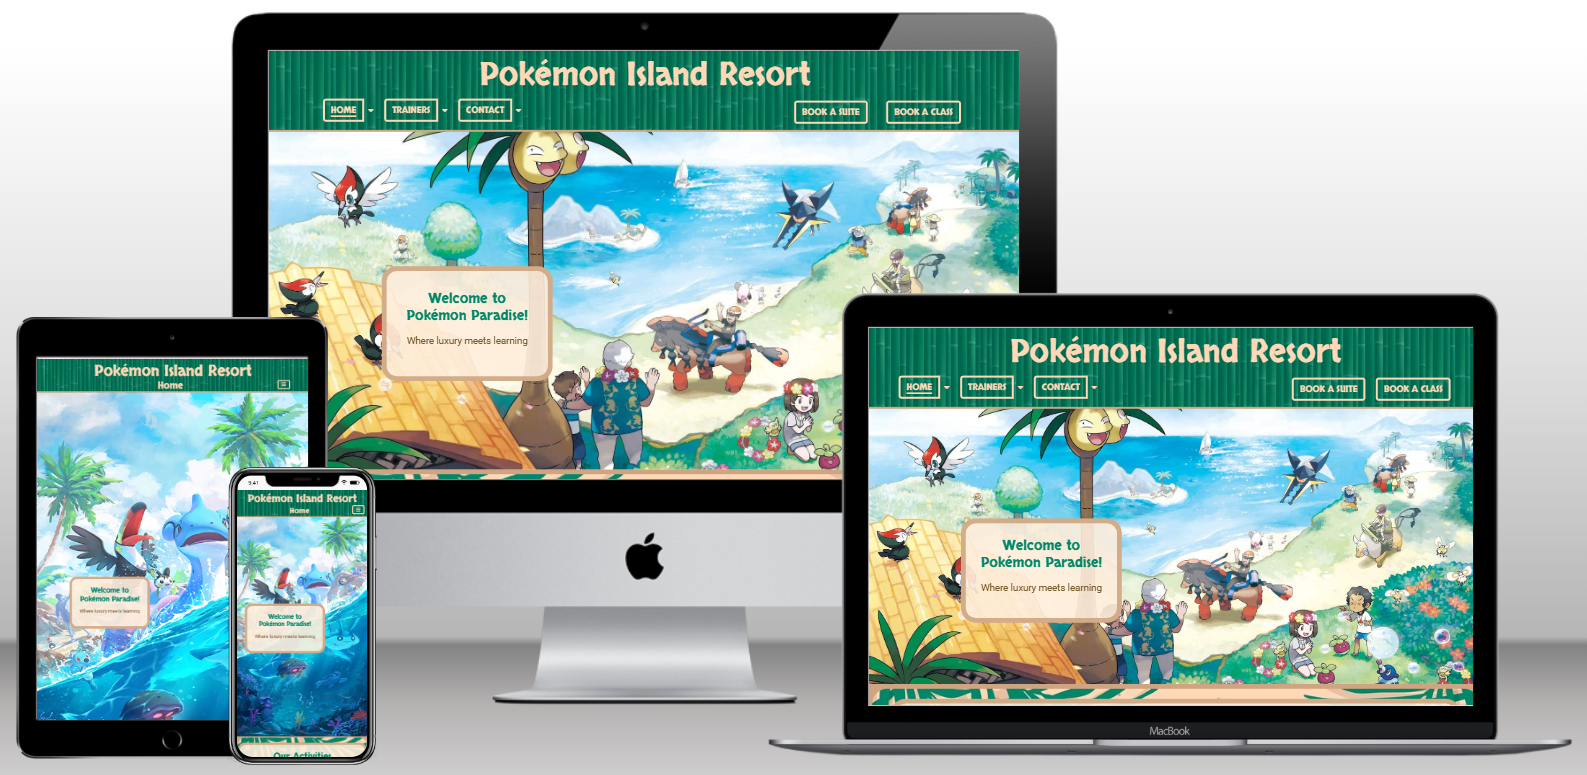 Pokémon Island Resort
HOME
TRAINERS
CONTACT
BOOK A SUITE
BOOK A CLASS
Welcome to
Pokémon Paradise!
Where luxury meets learning
Pokémon Island Resort
Home
Welcome to
Pokémon Paradise!
Where luxury meets learning
9:41
Pokémon Island Resort
Home
Welcome to
Pokémon Paradise!
Where luxury meets learning
Our Activities
Pokémon Island Resort
HOME
TRAINERS
CONTACT
BOOK A SUITE
BOOK A CLASS
Welcome to
Pokémon Paradise!
Where luxury meets learning
MacBook